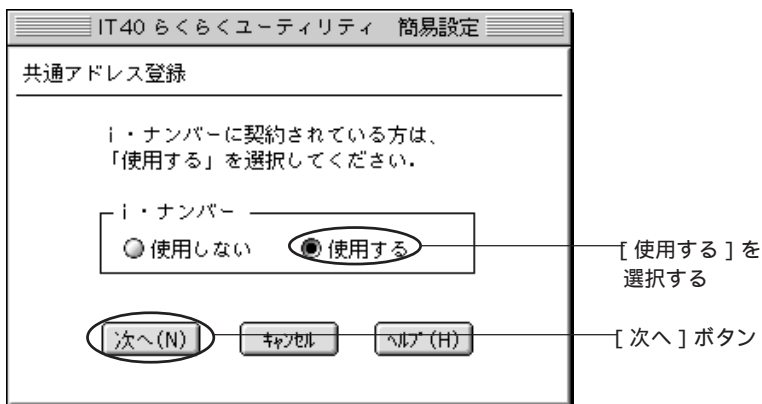 IT40 らくらくユーティリティ　簡易設定
共通アドレス登録
i・ナンバーに契約されている方は、
「使用する」を選択してください.
i・ナンバー
使用しない　使用する
[ 使用する ] を
選択する
次へ(N)　ｷｬﾝｾﾙ　ﾍﾙﾌﾟ(H)
[ 次へ ] ボタン